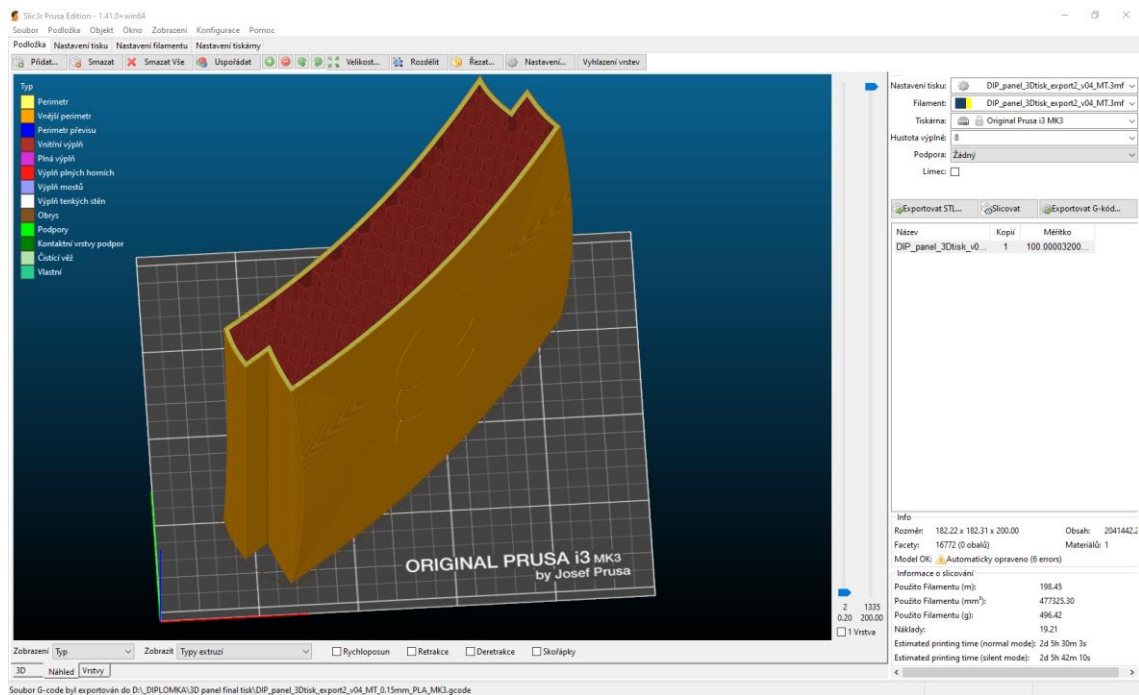 Slic3r Prusa Edition - 1.41.0+win64
Soubor Podložka Objekt Okno Zobrazení Konfigurace Pomoc
Podložka Nastavení tisku Nastavení filamentu Nastavení tiskárny
Přidat... Smazat Smazat Vše Uspořádat Velikost... Rozdělit Řezat... Nastavení... Vyhlazení vrstev
Typ
Perimetr
Vnější perimetr
Perimetr převisu
Vnitřní výplň
Plná výplň
Výplň plných horních
Výplň mostů
Výplň tenkých stěn
Obrys
Podpory
Kontaktní vrstvy podpor
Čistící věž
Vlastní
ORIGINAL PRUSA i3 MK3
by Josef Prusa
2 1335
0.20 200.00
1 Vrstva
Nastavení tisku: DIP_panel_3Dtisk_export2_v04_MT.3mf
Filament: DIP_panel_3Dtisk_export2_v04_MT.3mf
Tiskárna: Original Prusa i3 MK3
Hustota výplně: 8
Podpora: Žádný
Límec:
Exportovat STL... Slicovat Exportovat G-kód...
Název Kopií Měřítko
DIP_panel_3Dtisk_v0... 1 100.00003200...
Info
Rozměr: 182.22 x 182.31 x 200.00 Obsah: 2041442.2
Facety: 16772 (0 obalů) Materiálů: 1
Model OK: Automaticky opraveno (6 errors)
Informace o slicování
Použito Filamentu (m): 198.45
Použito Filamentu (mm³): 477325.30
Použito Filamentu (g): 496.42
Náklady: 19.21
Estimated printing time (normal mode): 2d 5h 30m 3s
Estimated printing time (silent mode): 2d 5h 42m 10s
Zobrazení Typ Zobrazit Typy extruzí Rychloposun Retrakce Deretrakce Skořápky
3D Náhled Vrstvy
Soubor G-code byl exportován do D:\_DIPLOMKA\3D panel final tisk\DIP_panel_3Dtisk_export2_v04_MT_0.15mm_PLA_MK3.gcode